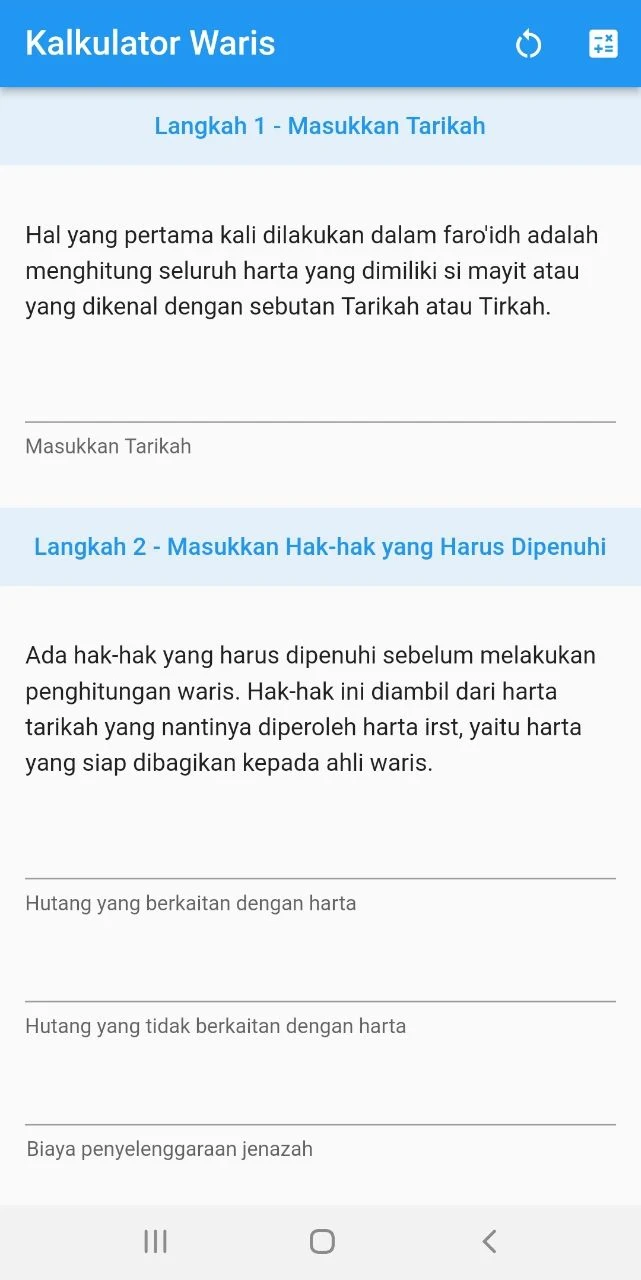 Kalkulator Waris
Langkah 1 - Masukkan Tarikah
Hal yang pertama kali dilakukan dalam faro'idh adalah
menghitung seluruh harta yang dimiliki si mayit atau
yang dikenal dengan sebutan Tarikah atau Tirkah.
Masukkan Tarikah
Langkah 2 - Masukkan Hak-hak yang Harus Dipenuhi
Ada hak-hak yang harus dipenuhi sebelum melakukan
penghitungan waris. Hak-hak ini diambil dari harta
tarikah yang nantinya diperoleh harta irst, yaitu harta
yang siap dibagikan kepada ahli waris.
Hutang yang berkaitan dengan harta
Hutang yang tidak berkaitan dengan harta
Biaya penyelenggaraan jenazah